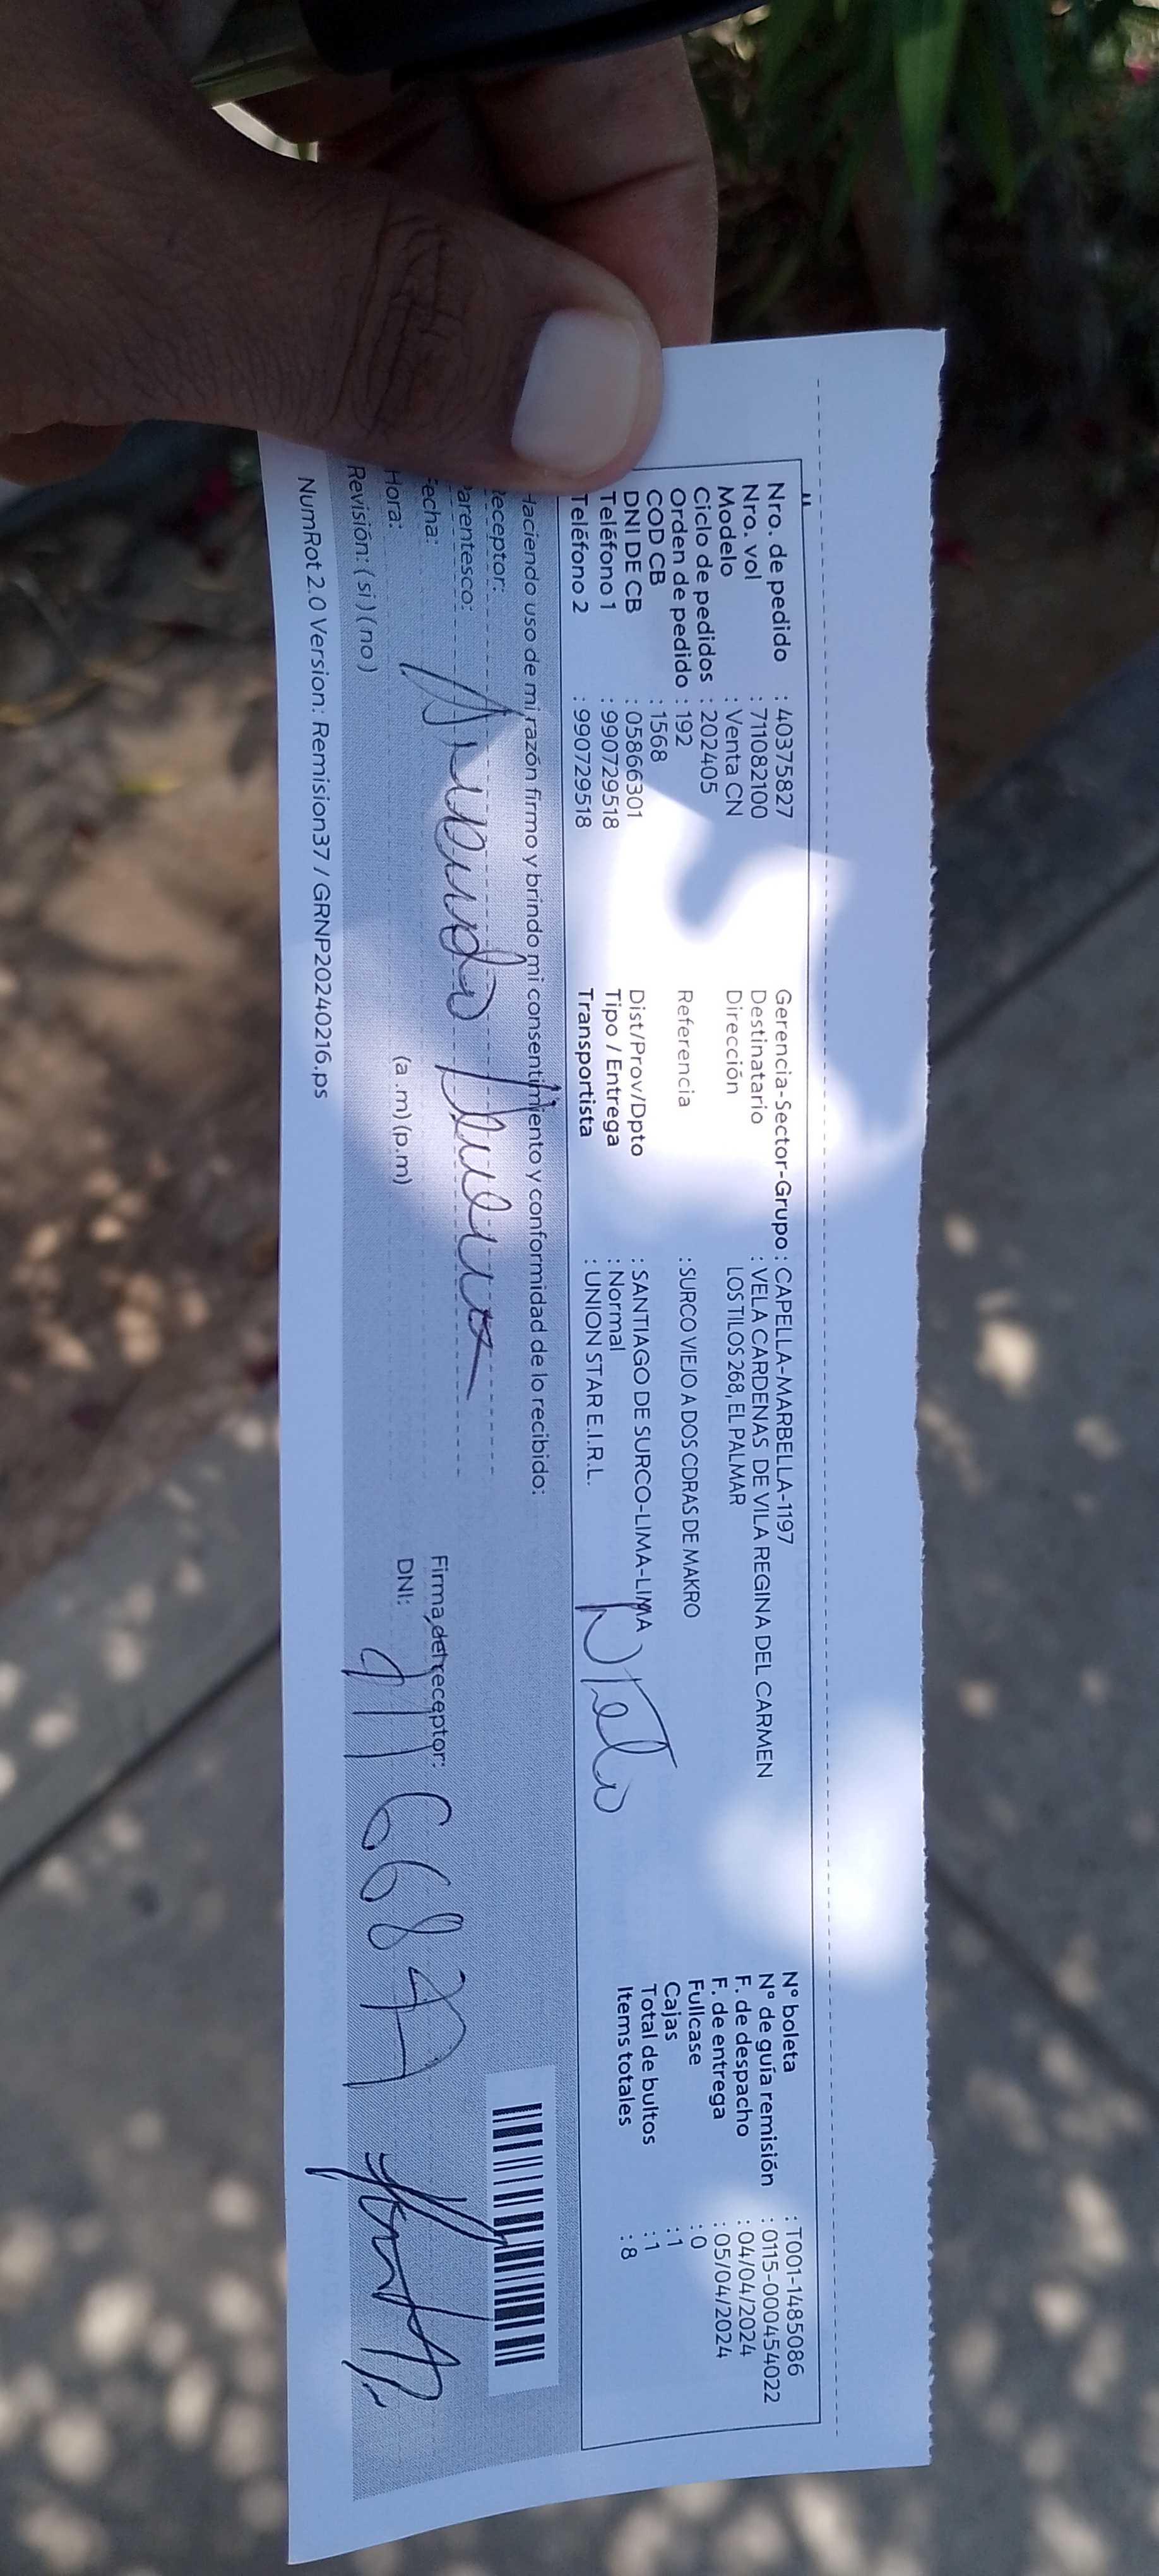 Nro. de pedido : 40375827
Nro. vol : 711082100
Modelo : Venta CN
Ciclo de pedidos : 202405
Orden de pedido : 192
COD CB : 1568
DNI DE CB : 05866301
Teléfono 1 : 990729518
Teléfono 2 : 990729518
Gerencia-Sector-Grupo : CAPELLA-MARBELLA-1197
Destinatario : VELA CARDENAS DE VILA REGINA DEL CARMEN
Dirección LOS TILOS 268, EL PALMAR
Referencia : SURCO VIEJO A DOS CDRAS DE MAKRO
Dist/Prov/Dpto : SANTIAGO DE SURCO-LIMA-LIMA
Tipo / Entrega : Normal
Transportista : UNION STAR E.I.R.L.
N° boleta : T001-1485086
N° de guía remisión : 0115-000454022
F. de despacho : 04/04/2024
F. de entrega : 05/04/2024
Fullcase : 0
Cajas : 1
Total de bultos : 1
Items totales : 8
Haciendo uso de mi razón firmo y brindo mi consentimiento y conformidad de lo recibido:
Receptor:
Parentesco:
Fecha:
Hora: (a.m) (p.m)
Revisión: (si) (no)
Firma del receptor:
DNI:
NumRot 2.0 Version: Remision37 / GRNP20240216.ps